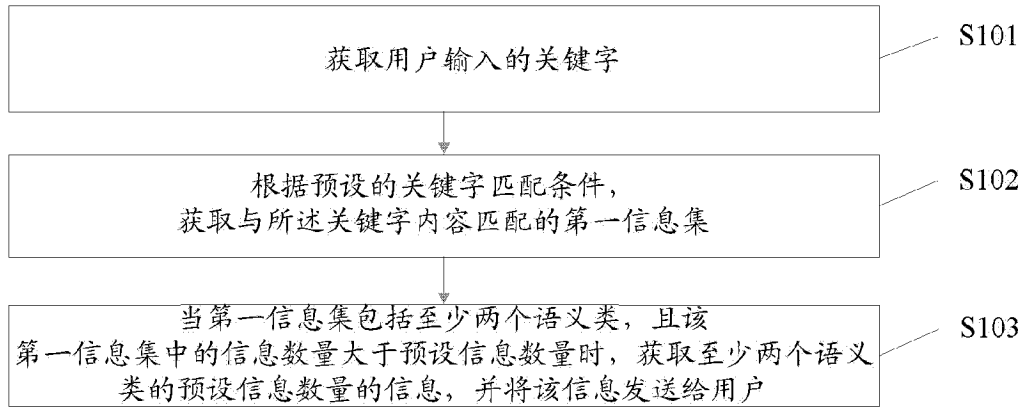 获取用户输入的关键字
S101
根据预设的关键字匹配条件，
获取与所述关键字内容匹配的第一信息集
S102
当第一信息集包括至少两个语义类，且该
第一信息集中的信息数量大于预设信息数量时，获取至少两个语义
类的预设信息数量的信息，并将该信息发送给用户
S103